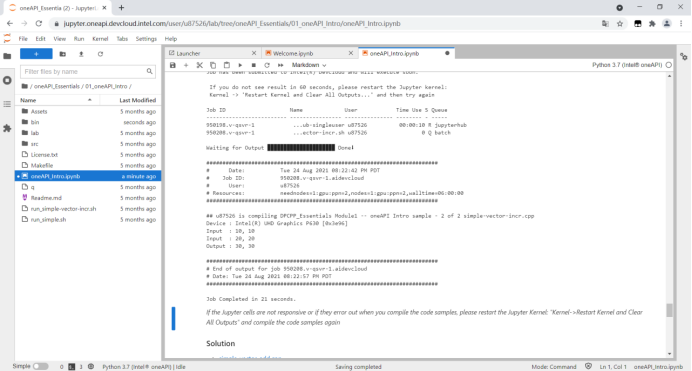 oneAPI_Essentia (2) - Jupyter
jupyter.oneapi.devcloud.intel.com/user/u87526/lab/tree/oneAPI_Essentials/01_oneAPI_Intro/oneAPI_Intro.ipynb
File Edit View Run Kernel Tabs Settings Help
Launcher
Welcome.ipynb
oneAPI_Intro.ipynb
Markdown
Python 3.7 (Intel® oneAPI)
Filter files by name
/ oneAPI_Essentials / 01_oneAPI_Intro /
Name Last Modified
Assets 5 months ago
bin seconds ago
lab 5 months ago
src 5 months ago
License.txt 5 months ago
Makefile 5 months ago
oneAPI_Intro.ipynb a minute ago
q 5 months ago
Readme.md 5 months ago
run_simple-vector-incr.sh 5 months ago
run_simple.sh 5 months ago
Job has been submitted to Intel(R) DevCloud and will execute soon.
If you do not see result in 60 seconds, please restart the Jupyter kernel:
Kernel -> 'Restart Kernel and Clear All Outputs...' and then try again
Job ID Name User Time Use S Queue
950198.v-qsvr-1 ...ub-singleuser u87526 00:00:10 R jupyterhub
950208.v-qsvr-1 ...ector-incr.sh u87526 0 Q batch
Waiting for Output Done!
########################################################################
# Date: Tue 24 Aug 2021 08:22:42 PM PDT
# Job ID: 950208.v-qsvr-1.aidevcloud
# User: u87526
# Resources: neednodes=1:gpu:ppn=2,nodes=1:gpu:ppn=2,walltime=06:00:00
########################################################################
## u87526 is compiling DPCPP_Essentials Module1 -- oneAPI Intro sample - 2 of 2 simple-vector-incr.cpp
Device : Intel(R) UHD Graphics P630 [0x3e96]
Input : 10, 10
Input : 20, 20
Output : 30, 30
########################################################################
# End of output for job 950208.v-qsvr-1.aidevcloud
# Date: Tue 24 Aug 2021 08:22:57 PM PDT
########################################################################
Job Completed in 21 seconds.
If the Jupyter cells are not responsive or if they error out when you compile the code samples, please restart the Jupyter Kernel: "Kernel->Restart Kernel and Clear
All Outputs" and compile the code samples again
Solution
Simple 0 3 Python 3.7 (Intel® oneAPI) | Idle Saving completed Mode: Command Ln 1, Col 1 oneAPI_Intro.ipynb